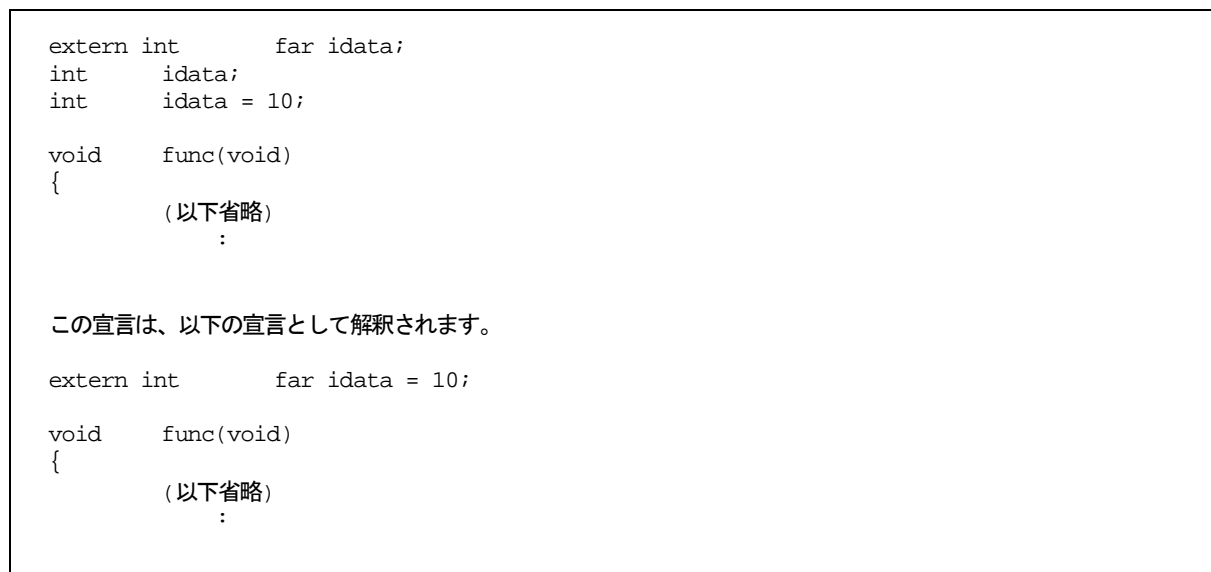 extern int        far idata;
int      idata;
int      idata = 10;
void     func(void)
{
(以下省略)
:
この宣言は、以下の宣言として解釈されます。
extern int        far idata = 10;
void     func(void)
{
(以下省略)
: